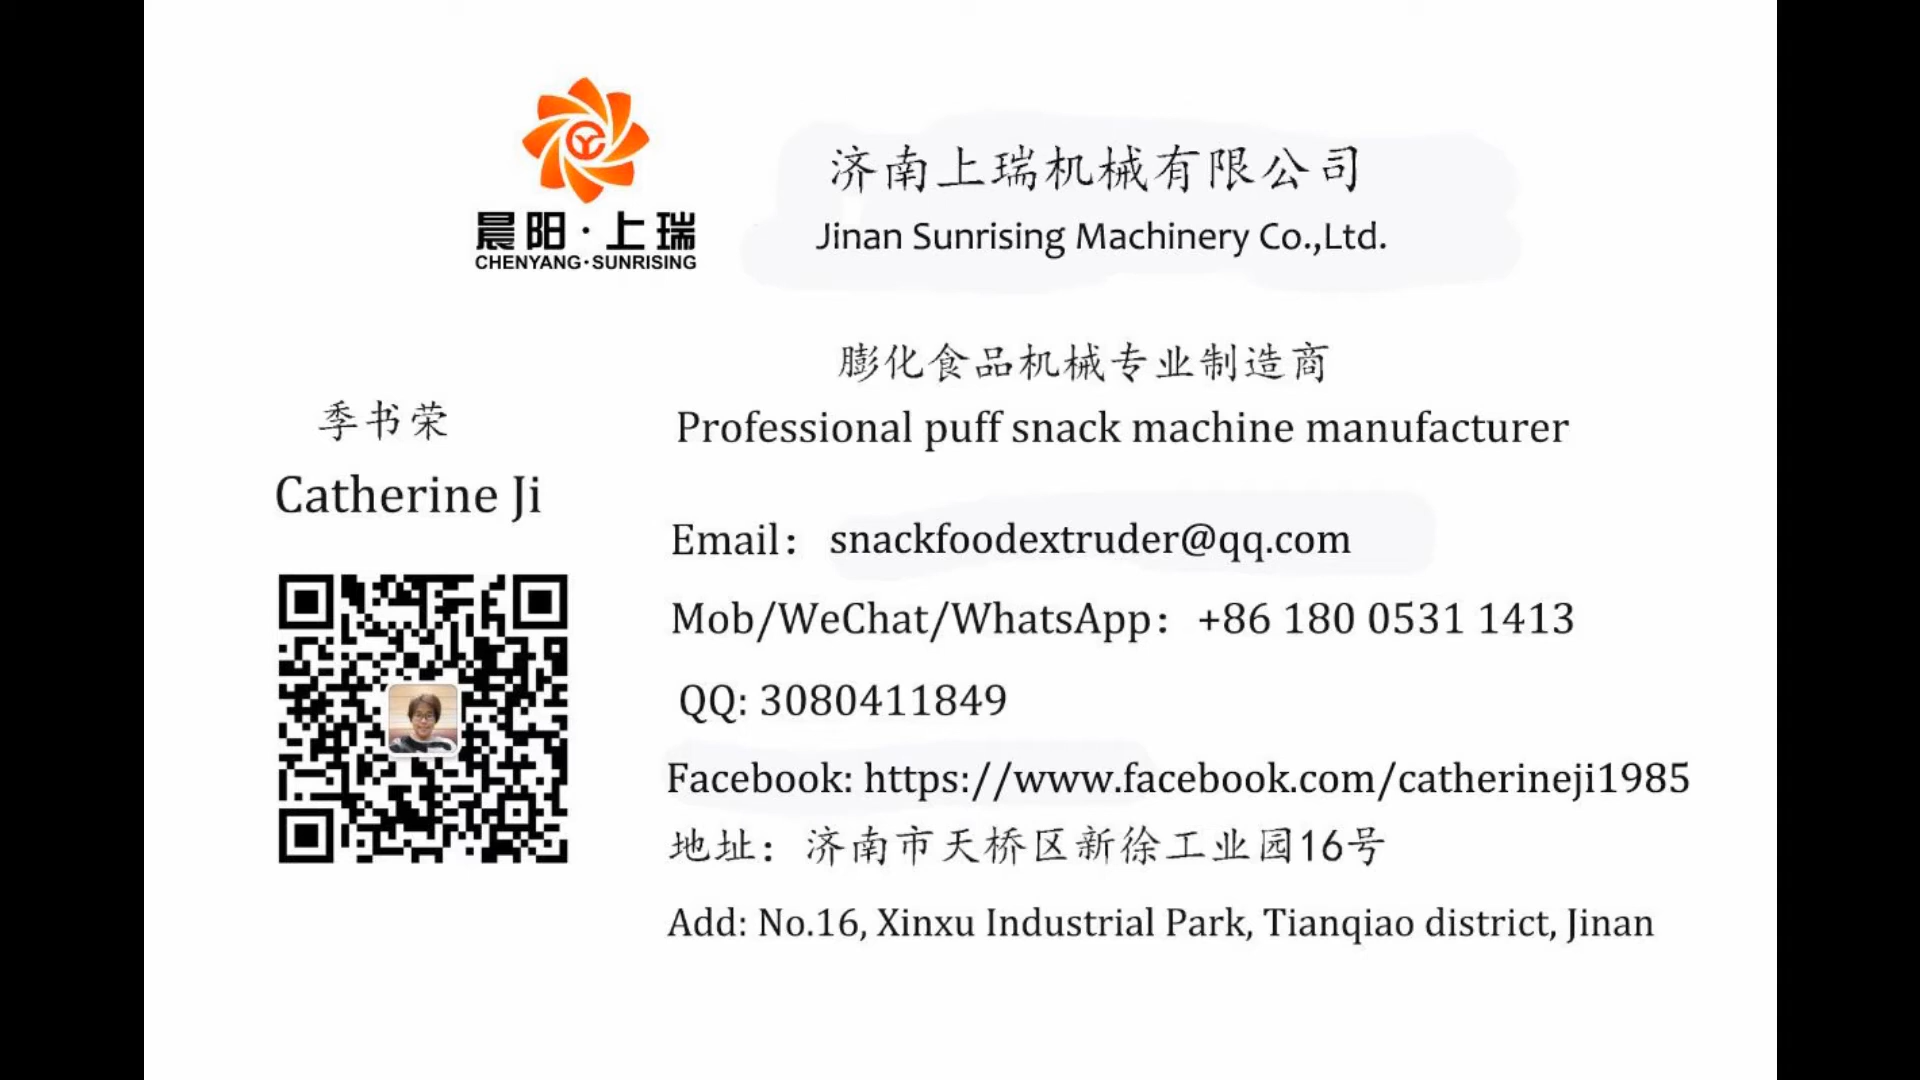 晨阳·上瑞
CHENYANG·SUNRISING
济南上瑞机械有限公司
Jinan Sunrising Machinery Co.,Ltd.
膨化食品机械专业制造商
Professional puff snack machine manufacturer
季书荣
Catherine Ji
Email： snackfoodextruder@qq.com
Mob/WeChat/WhatsApp：+86 180 0531 1413
QQ: 3080411849
Facebook: https://www.facebook.com/catherineji1985
地址：济南市天桥区新徐工业园16号
Add: No.16, Xinxu Industrial Park, Tianqiao district, Jinan